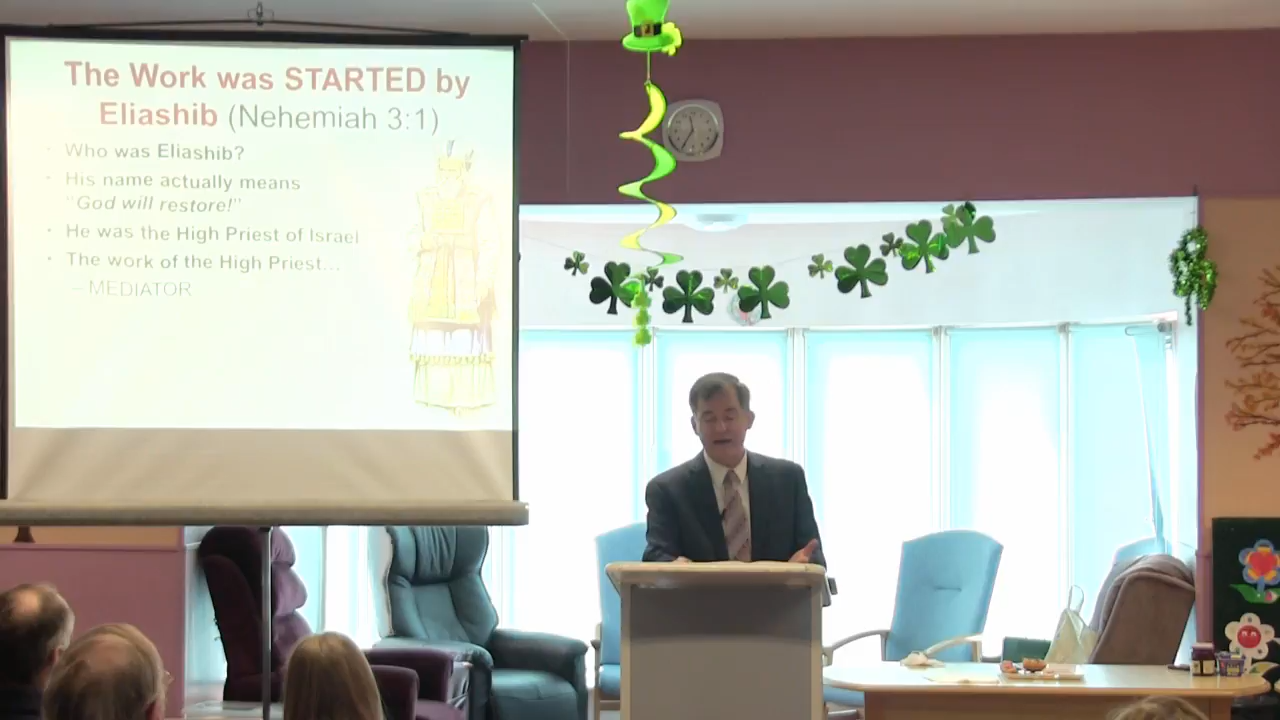 The Work was STARTED by
Eliashib (Nehemiah 3:1)
• Who was Eliashib?
• His name actually means
"God will restore!"
• He was the High Priest of Israel
• The work of the High Priest...
– MEDIATOR